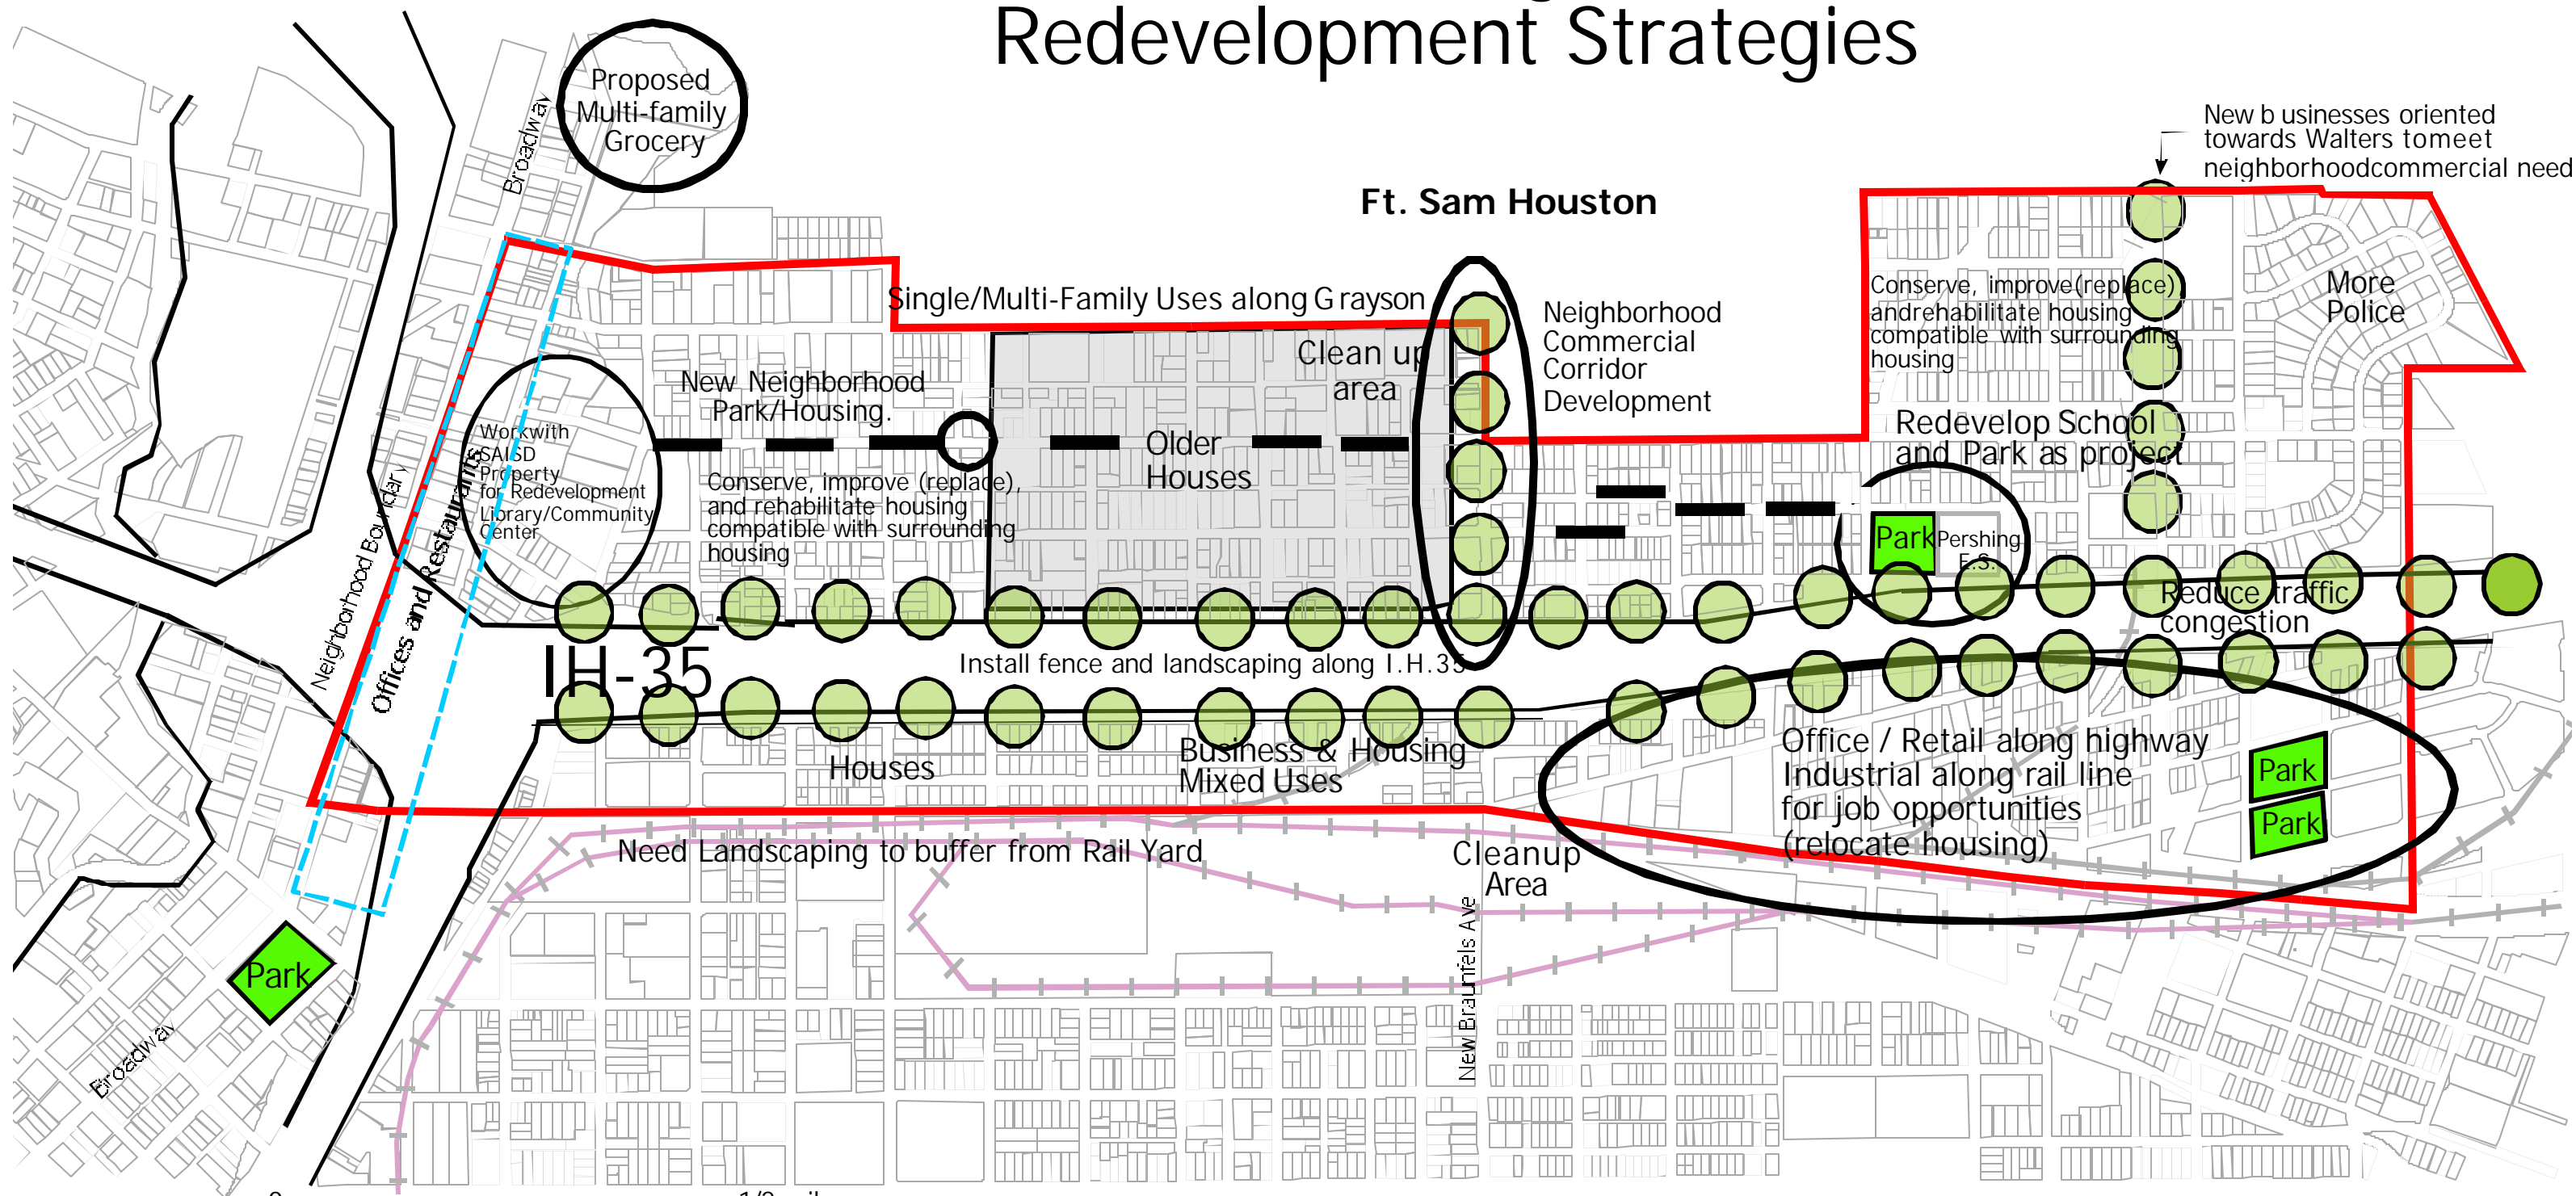 Redevelopment Strategies
Proposed
Multi-family
Grocery
Broadway
New b usinesses oriented
towards Walters tomeet
neighborhoodcommercial need
Ft. Sam Houston
Single/Multi-Family Uses along Grayson
Clean up
area
Neighborhood
Commercial
Corridor
Development
Conserve, improve(replace)
andrehabilitate housing
compatible with surrounding
housing
More
Police
New Neighborhood
Park/Housing.
Older
Houses
Redevelop School
and Park as project
Workwith
SAISD
Property
for Redevelopment
Library/Community
Center
Conserve, improve (replace),
and rehabilitate housing
compatible with surrounding
housing
Park
Pershing
E.S.
Neighborhood Boundary
Offices and Restaurants
Reduce traffic
congestion
IH-35
Install fence and landscaping along I.H.35
Houses
Business & Housing
Mixed Uses
Office / Retail along highway
Industrial along rail line
for job opportunities
(relocate housing)
Park
Park
Need Landscaping to buffer from Rail Yard
Cleanup
Area
New Braunfels Ave
Park
Broadway